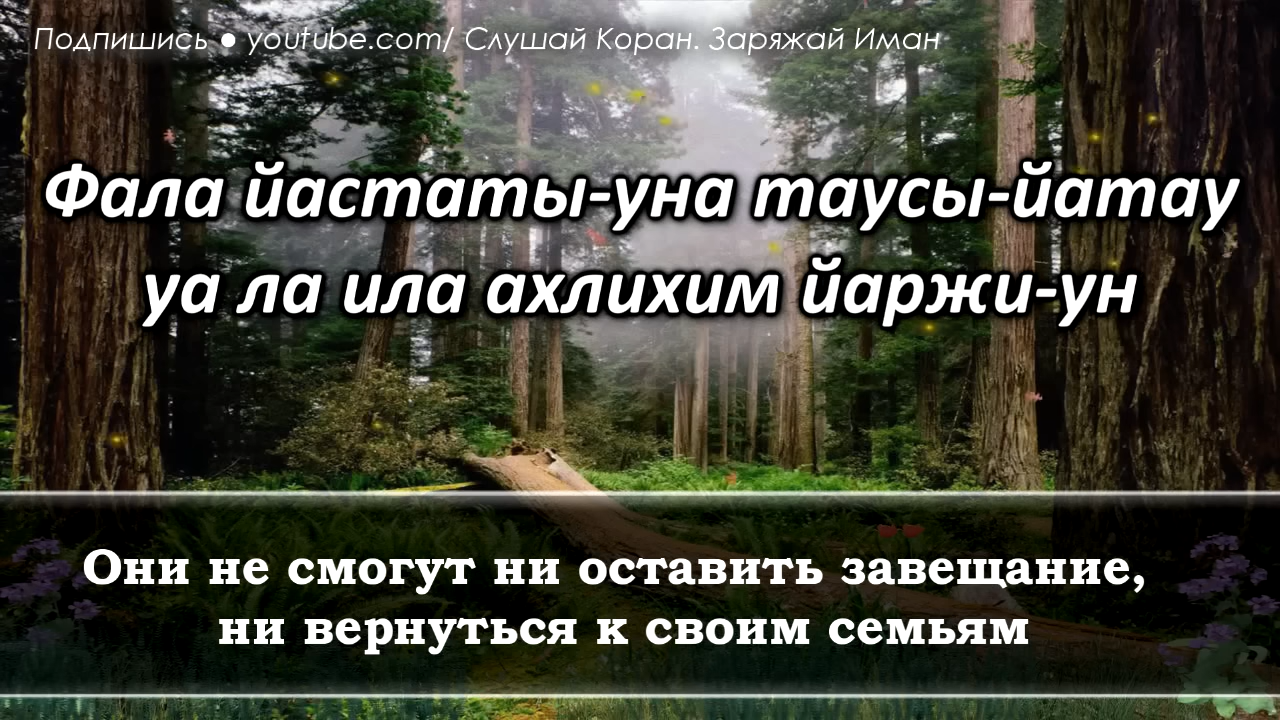 Подпишись ● youtube.com/ Слушай Коран. Заряжай Иман
Фала йастаты-уна таусы-йатау
уа ла ила ахлихим йаржи-ун
Они не смогут ни оставить завещание,
ни вернуться к своим семьям